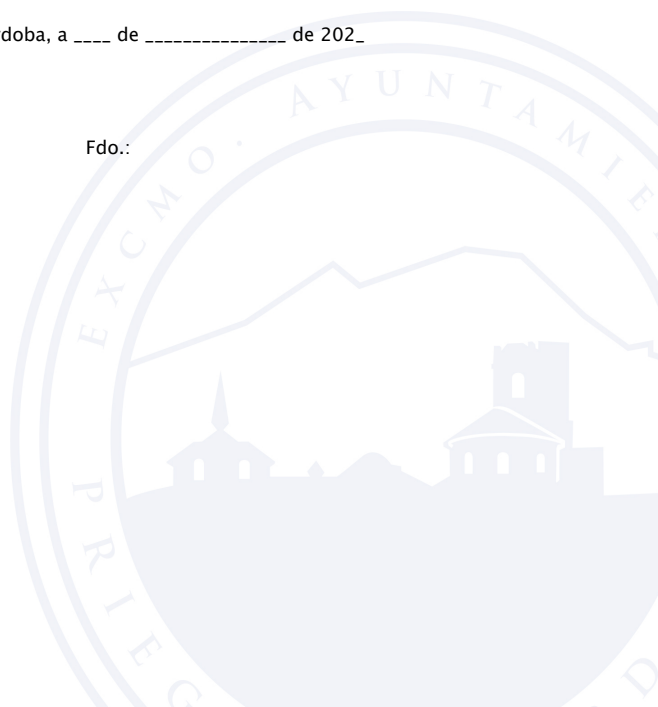 doba, a ____ de _______________ de 202_
Fdo.:
EXCMO. AYUNTAMIE
PRIEG
D